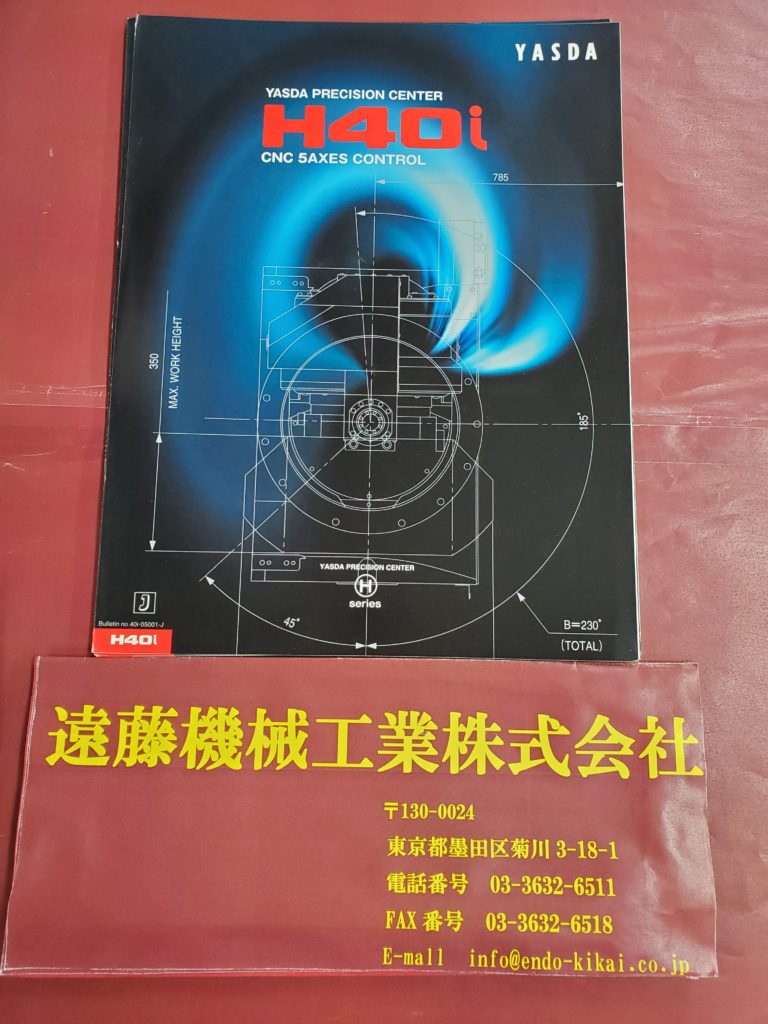 YASDA
YASDA PRECISION CENTER
H40i
CNC 5AXES CONTROL
785
350
MAX. WORK HEIGHT
185°
YASDA PRECISION CENTER
H
series
J
Bulletin no.40I-05001-J
H40i
45°
B=230°
(TOTAL)
遠藤機械工業株式会社
〒130-0024
東京都墨田区菊川 3-18-1
電話番号 03-3632-6511
FAX 番号 03-3632-6518
E-mall info@endo-kikai.co.jp